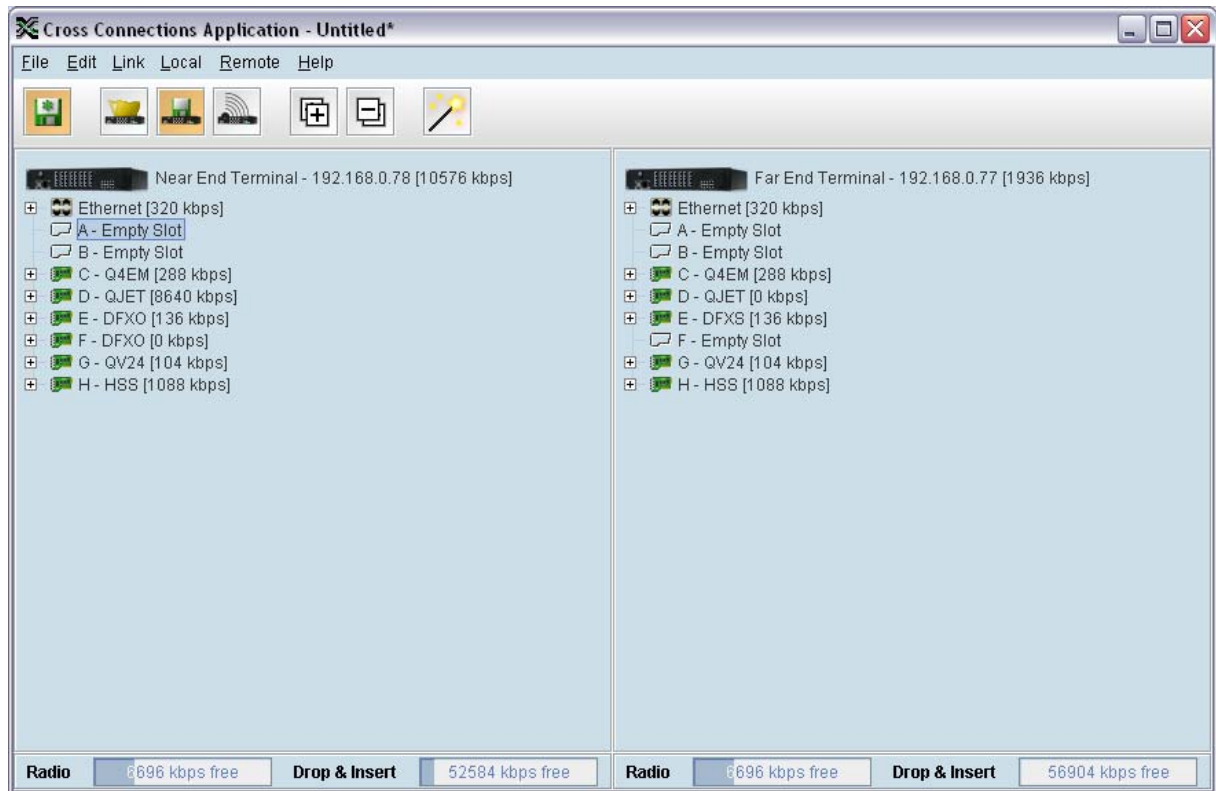 Cross Connections Application - Untitled*
File Edit Link Local Remote Help
Near End Terminal - 192.168.0.78 [10576 kbps]
Ethernet [320 kbps]
A - Empty Slot
B - Empty Slot
C - Q4EM [288 kbps]
D - QJET [8640 kbps]
E - DFXO [136 kbps]
F - DFXO [0 kbps]
G - QV24 [104 kbps]
H - HSS [1088 kbps]
Far End Terminal - 192.168.0.77 [1936 kbps]
Ethernet [320 kbps]
A - Empty Slot
B - Empty Slot
C - Q4EM [288 kbps]
D - QJET [0 kbps]
E - DFXS [136 kbps]
F - Empty Slot
G - QV24 [104 kbps]
H - HSS [1088 kbps]
Radio 6696 kbps free Drop & Insert 52584 kbps free
Radio 6696 kbps free Drop & Insert 56904 kbps free